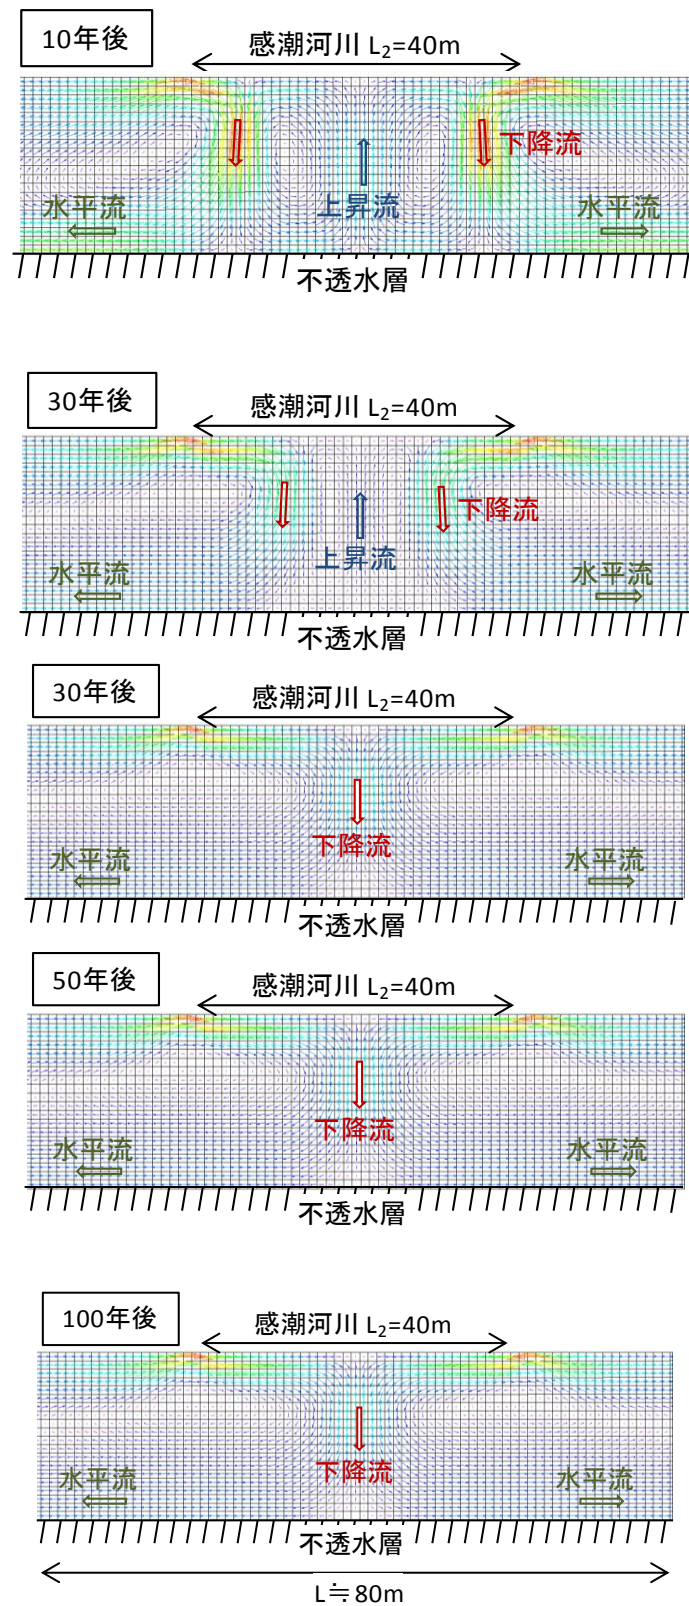 10年後
感潮河川 L₂=40m
下降流
上昇流
水平流
水平流
不透水層
30年後
感潮河川 L₂=40m
下降流
上昇流
水平流
水平流
不透水層
30年後
感潮河川 L₂=40m
下降流
水平流
水平流
不透水層
50年後
感潮河川 L₂=40m
下降流
水平流
水平流
不透水層
100年後
感潮河川 L₂=40m
下降流
水平流
水平流
不透水層
L≒80m